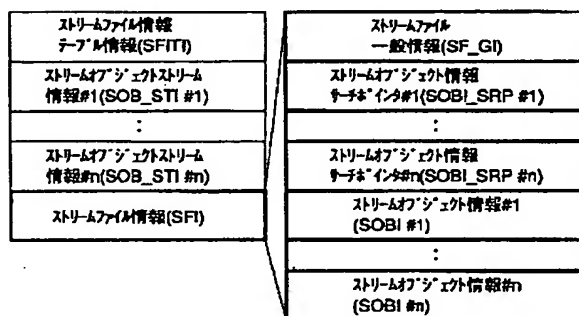 ストリームファイル情報
テーブル情報(SFITI)
ストリームオブジェクトストリーム
情報#1(SOB_STI #1)
:
ストリームオブジェクトストリーム
情報#n(SOB_STI #n)
ストリームファイル情報(SFI)
ストリームファイル
一般情報(SF_GI)
ストリームオブジェクト情報
サーチポインタ#1(SOBI_SRP #1)
:
ストリームオブジェクト情報
サーチポインタ#n(SOBI_SRP #n)
ストリームオブジェクト情報#1
(SOBI #1)
:
ストリームオブジェクト情報#n
(SOBI #n)